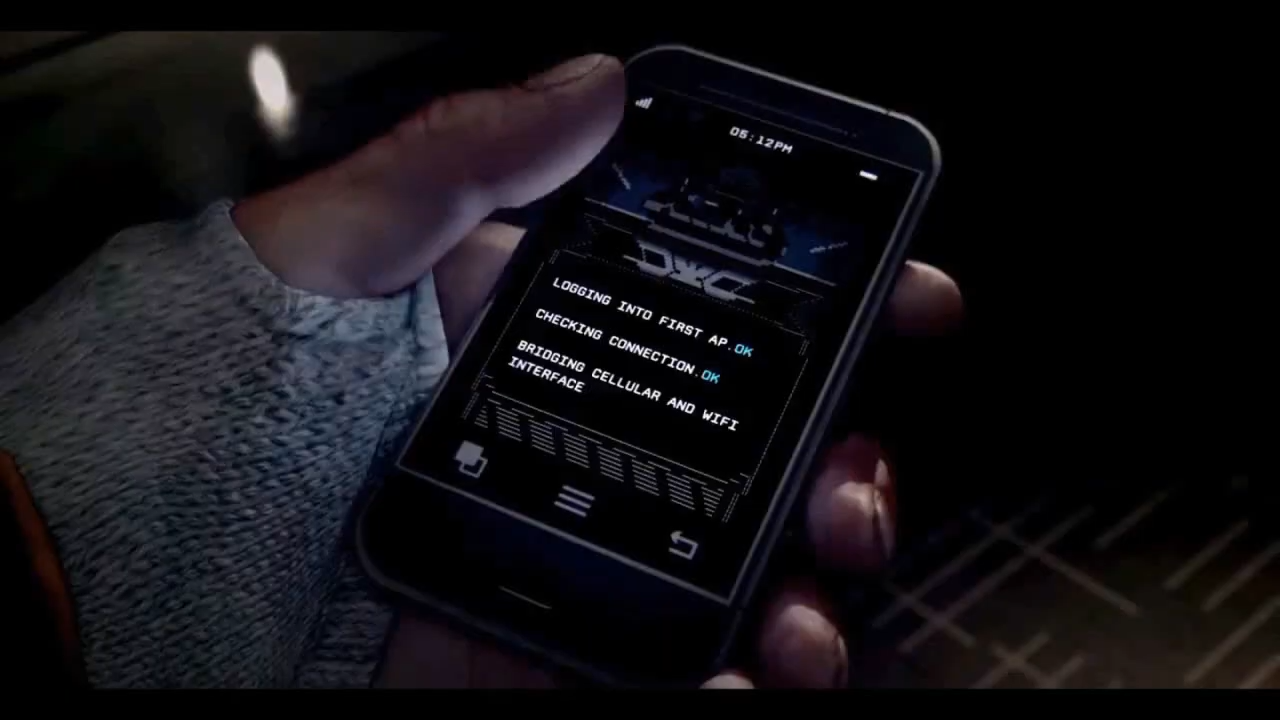 05:12PM
LOGGING INTO FIRST AP.OK
CHECKING CONNECTION.OK
BRIDGING CELLULAR AND WIFI
INTERFACE